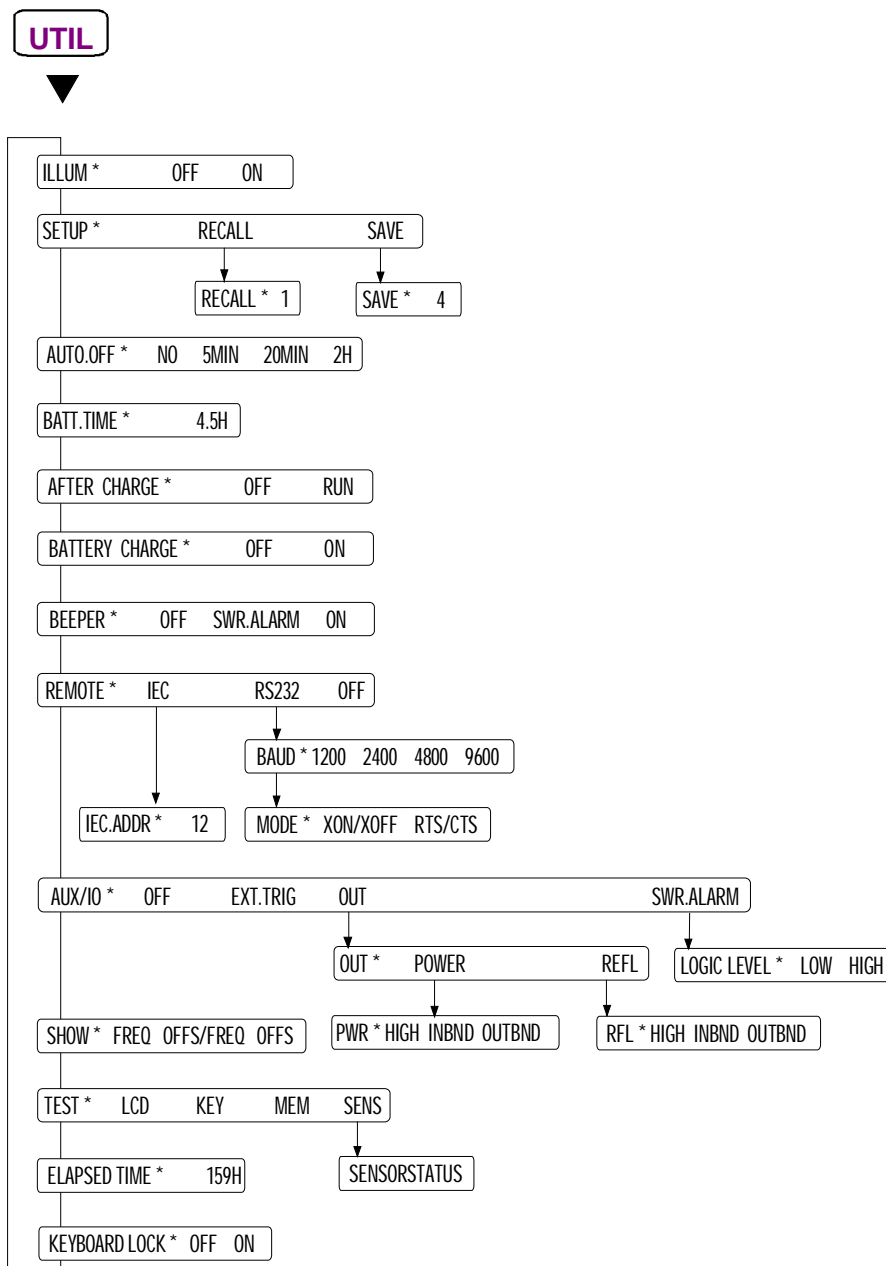 UTIL
ILLUM * OFF ON
SETUP * RECALL SAVE
RECALL * 1 SAVE * 4
AUTO.OFF * NO 5MIN 20MIN 2H
BATT.TIME * 4.5H
AFTER CHARGE * OFF RUN
BATTERY CHARGE * OFF ON
BEEPER * OFF SWR.ALARM ON
REMOTE * IEC RS232 OFF
BAUD * 1200 2400 4800 9600
IEC.ADDR * 12 MODE * XON/XOFF RTS/CTS
AUX/IO * OFF EXT.TRIG OUT SWR.ALARM
OUT * POWER REFL LOGIC LEVEL * LOW HIGH
SHOW * FREQ OFFS/FREQ OFFS PWR * HIGH INBND OUTBND RFL * HIGH INBND OUTBND
TEST * LCD KEY MEM SENS
ELAPSED TIME * 159H SENSORSTATUS
KEYBOARD LOCK * OFF ON